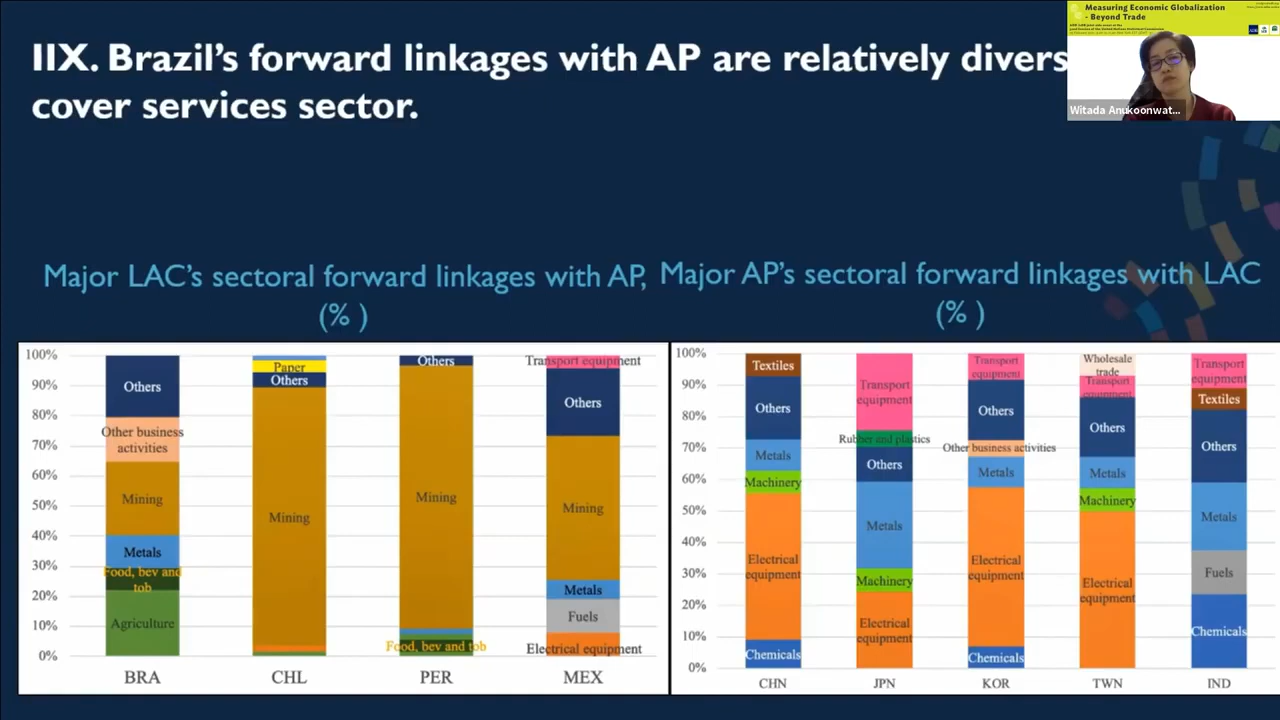 Measuring Economic Globalization
- Beyond Trade
Witada Anukoonwat...
IIX. Brazil's forward linkages with AP are relatively divers
cover services sector.
Major LAC's sectoral forward linkages with AP,
(% )
100%
90%
80%
70%
60%
50%
40%
30%
20%
10%
0%
Others
Other business
activities
Mining
Metals
Food, bev and
tob
Agriculture
Paper
Others
Mining
Others
Mining
Food, bev and tob
Transport equipment
Others
Mining
Metals
Fuels
Electrical equipment
BRA
CHL
PER
MEX
Major AP's sectoral forward linkages with LAC
(% )
100%
90%
80%
70%
60%
50%
40%
30%
20%
10%
0%
Textiles
Others
Metals
Machinery
Electrical
equipment
Chemicals
Transport
equipment
Rubber and plastics
Others
Metals
Machinery
Electrical
equipment
Transport
equipment
Others
Other business activities
Metals
Electrical
equipment
Chemicals
Wholesale
trade
Transport
equipment
Others
Metals
Machinery
Electrical
equipment
Transport
equipment
Textiles
Others
Metals
Fuels
Chemicals
CHN
JPN
KOR
TWN
IND